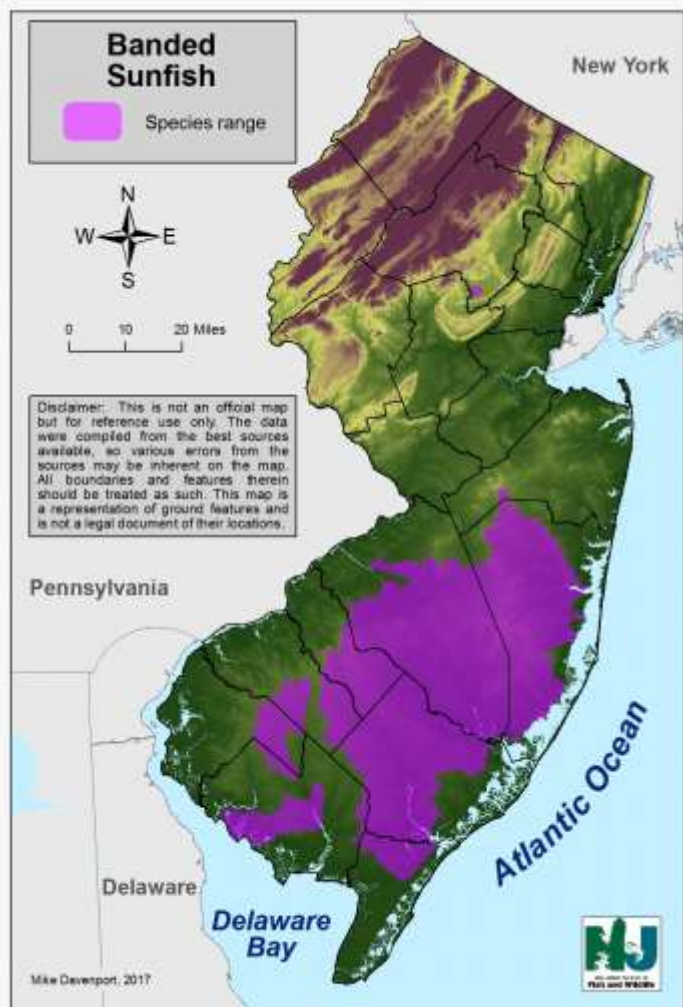 Banded
Sunfish
Species range
New York
N
W E
S
0 10 20 Miles
Disclaimer: This is not an official map
but for reference use only. The data
were compiled from the best sources
available, so various errors from the
sources may be inherent on the map.
All boundaries and features therein
should be treated as such. This map is
a representation of ground features and
is not a legal document of their locations.
Pennsylvania
Atlantic Ocean
Delaware
Delaware
Bay
Mike Davenport, 2017
NJ
Fish and Wildlife